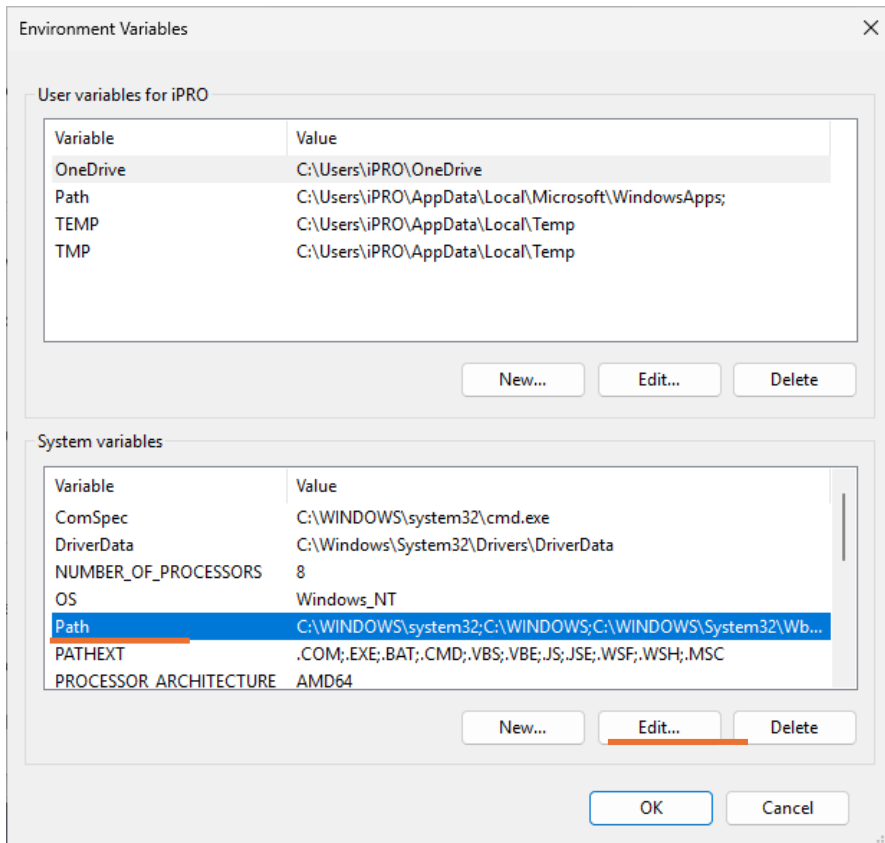 Environment Variables
User variables for iPRO
Variable Value
OneDrive C:\Users\iPRO\OneDrive
Path C:\Users\iPRO\AppData\Local\Microsoft\WindowsApps;
TEMP C:\Users\iPRO\AppData\Local\Temp
TMP C:\Users\iPRO\AppData\Local\Temp
New... Edit... Delete
System variables
Variable Value
ComSpec C:\WINDOWS\system32\cmd.exe
DriverData C:\Windows\System32\Drivers\DriverData
NUMBER_OF_PROCESSORS 8
OS Windows_NT
Path C:\WINDOWS\system32;C:\WINDOWS;C:\WINDOWS\System32\Wb...
PATHEXT .COM;.EXE;.BAT;.CMD;.VBS;.VBE;.JS;.JSE;.WSF;.WSH;.MSC
PROCESSOR_ARCHITECTURE AMD64
New... Edit... Delete
OK Cancel